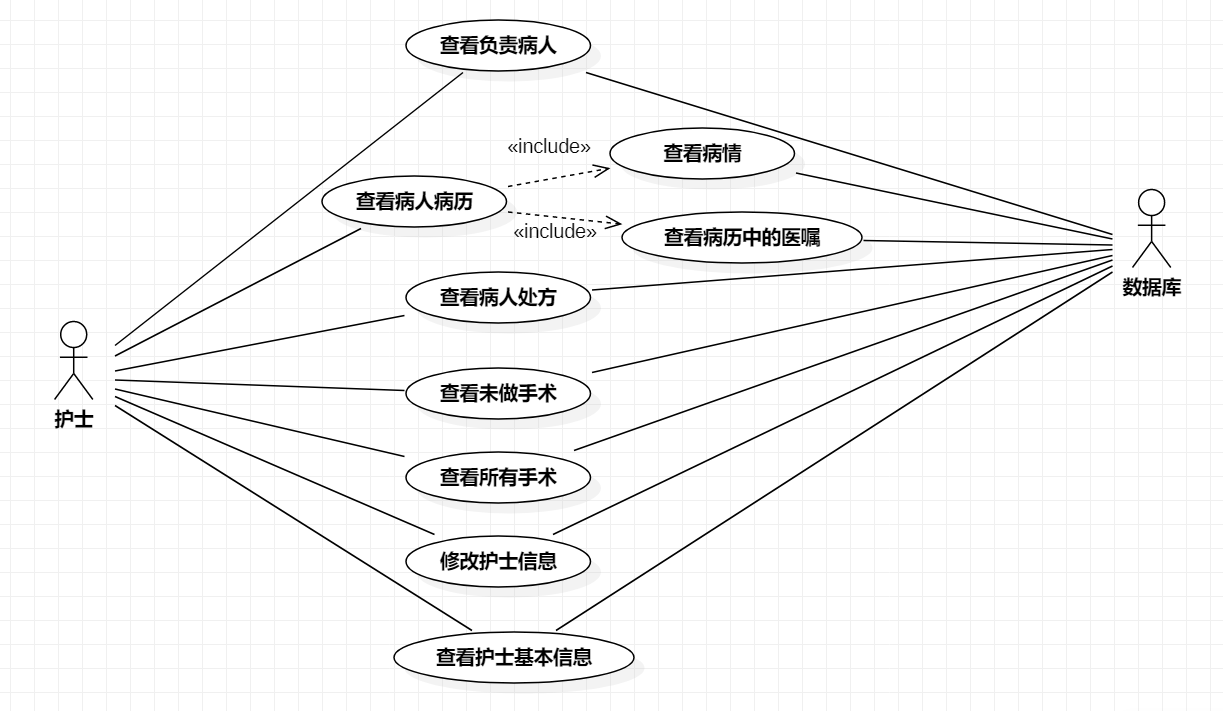 查看负责病人
«include»
查看病情
查看病人病历
«include»
查看病历中的医嘱
数据库
查看病人处方
护士
查看未做手术
查看所有手术
修改护士信息
查看护士基本信息